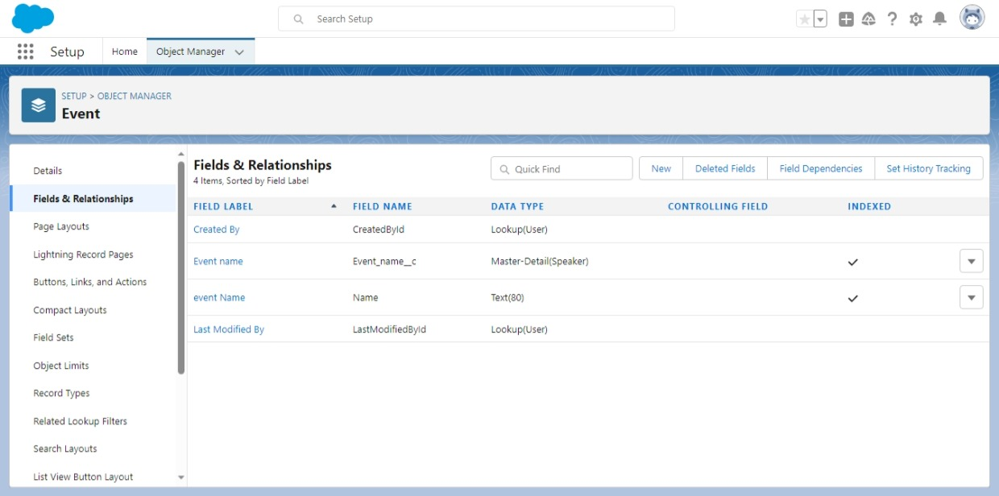 Search Setup
Setup
Home
Object Manager
SETUP > OBJECT MANAGER
Event
Details
Fields & Relationships
Page Layouts
Lightning Record Pages
Buttons, Links, and Actions
Compact Layouts
Field Sets
Object Limits
Record Types
Related Lookup Filters
Search Layouts
List View Button Layout
Fields & Relationships
4 Items, Sorted by Field Label
Quick Find
New
Deleted Fields
Field Dependencies
Set History Tracking
FIELD LABEL FIELD NAME DATA TYPE CONTROLLING FIELD INDEXED
Created By CreatedById Lookup(User)
Event name Event_name__c Master-Detail(Speaker)
event Name Name Text(80)
Last Modified By LastModifiedById Lookup(User)